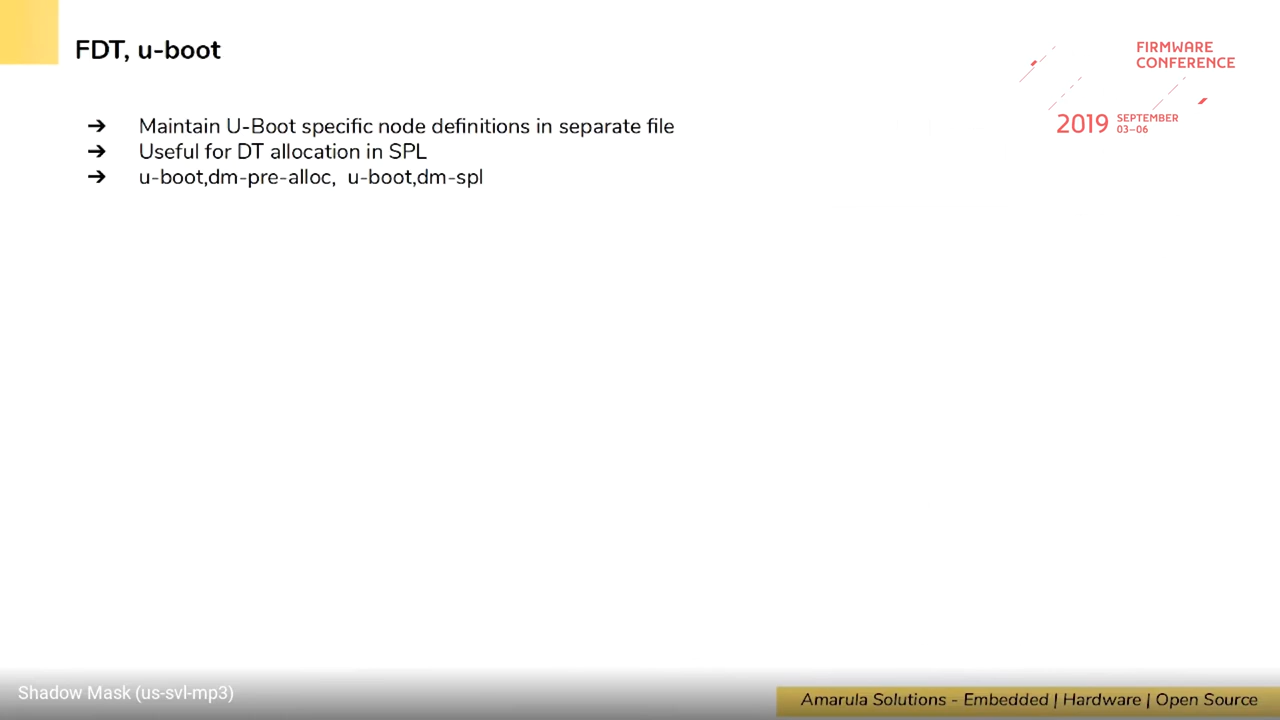 FDT, u-boot
FIRMWARE
CONFERENCE
2019 SEPTEMBER
03–06
➔ Maintain U-Boot specific node definitions in separate file
➔ Useful for DT allocation in SPL
➔ u-boot,dm-pre-alloc, u-boot,dm-spl
Shadow Mask (us-svl-mp3)
Amarula Solutions - Embedded | Hardware | Open Source